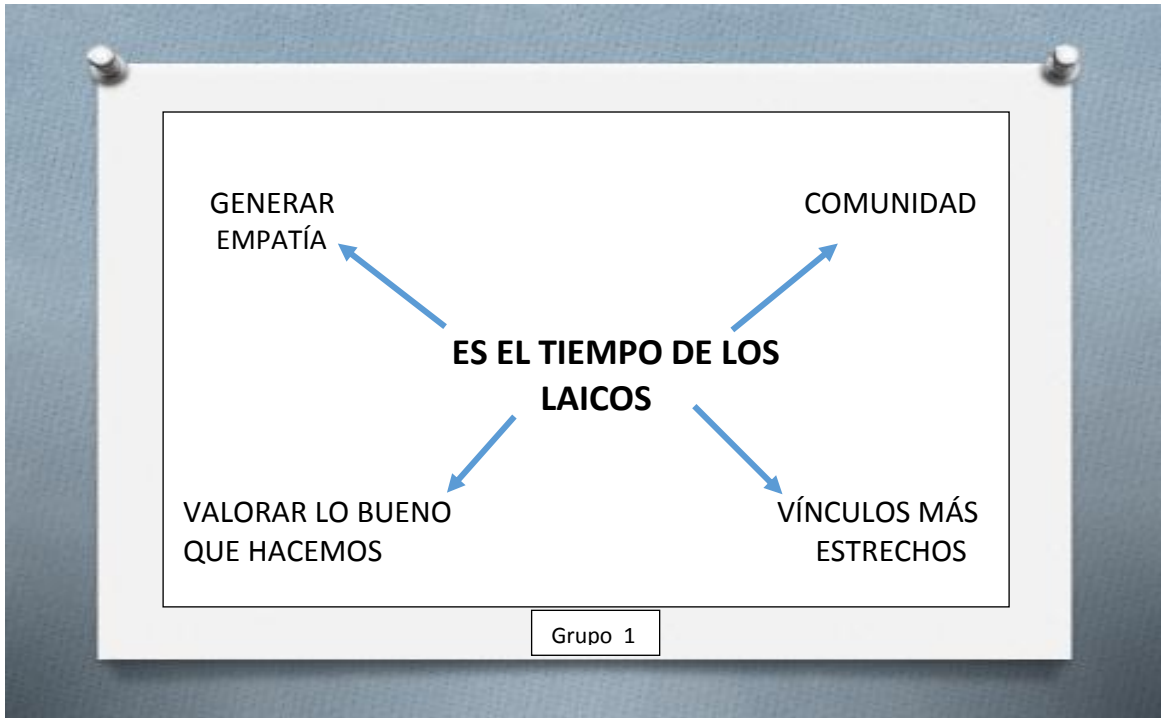 GENERAR
EMPATÍA
COMUNIDAD
ES EL TIEMPO DE LOS
LAICOS
VALORAR LO BUENO
QUE HACEMOS
VÍNCULOS MÁS
ESTRECHOS
Grupo 1